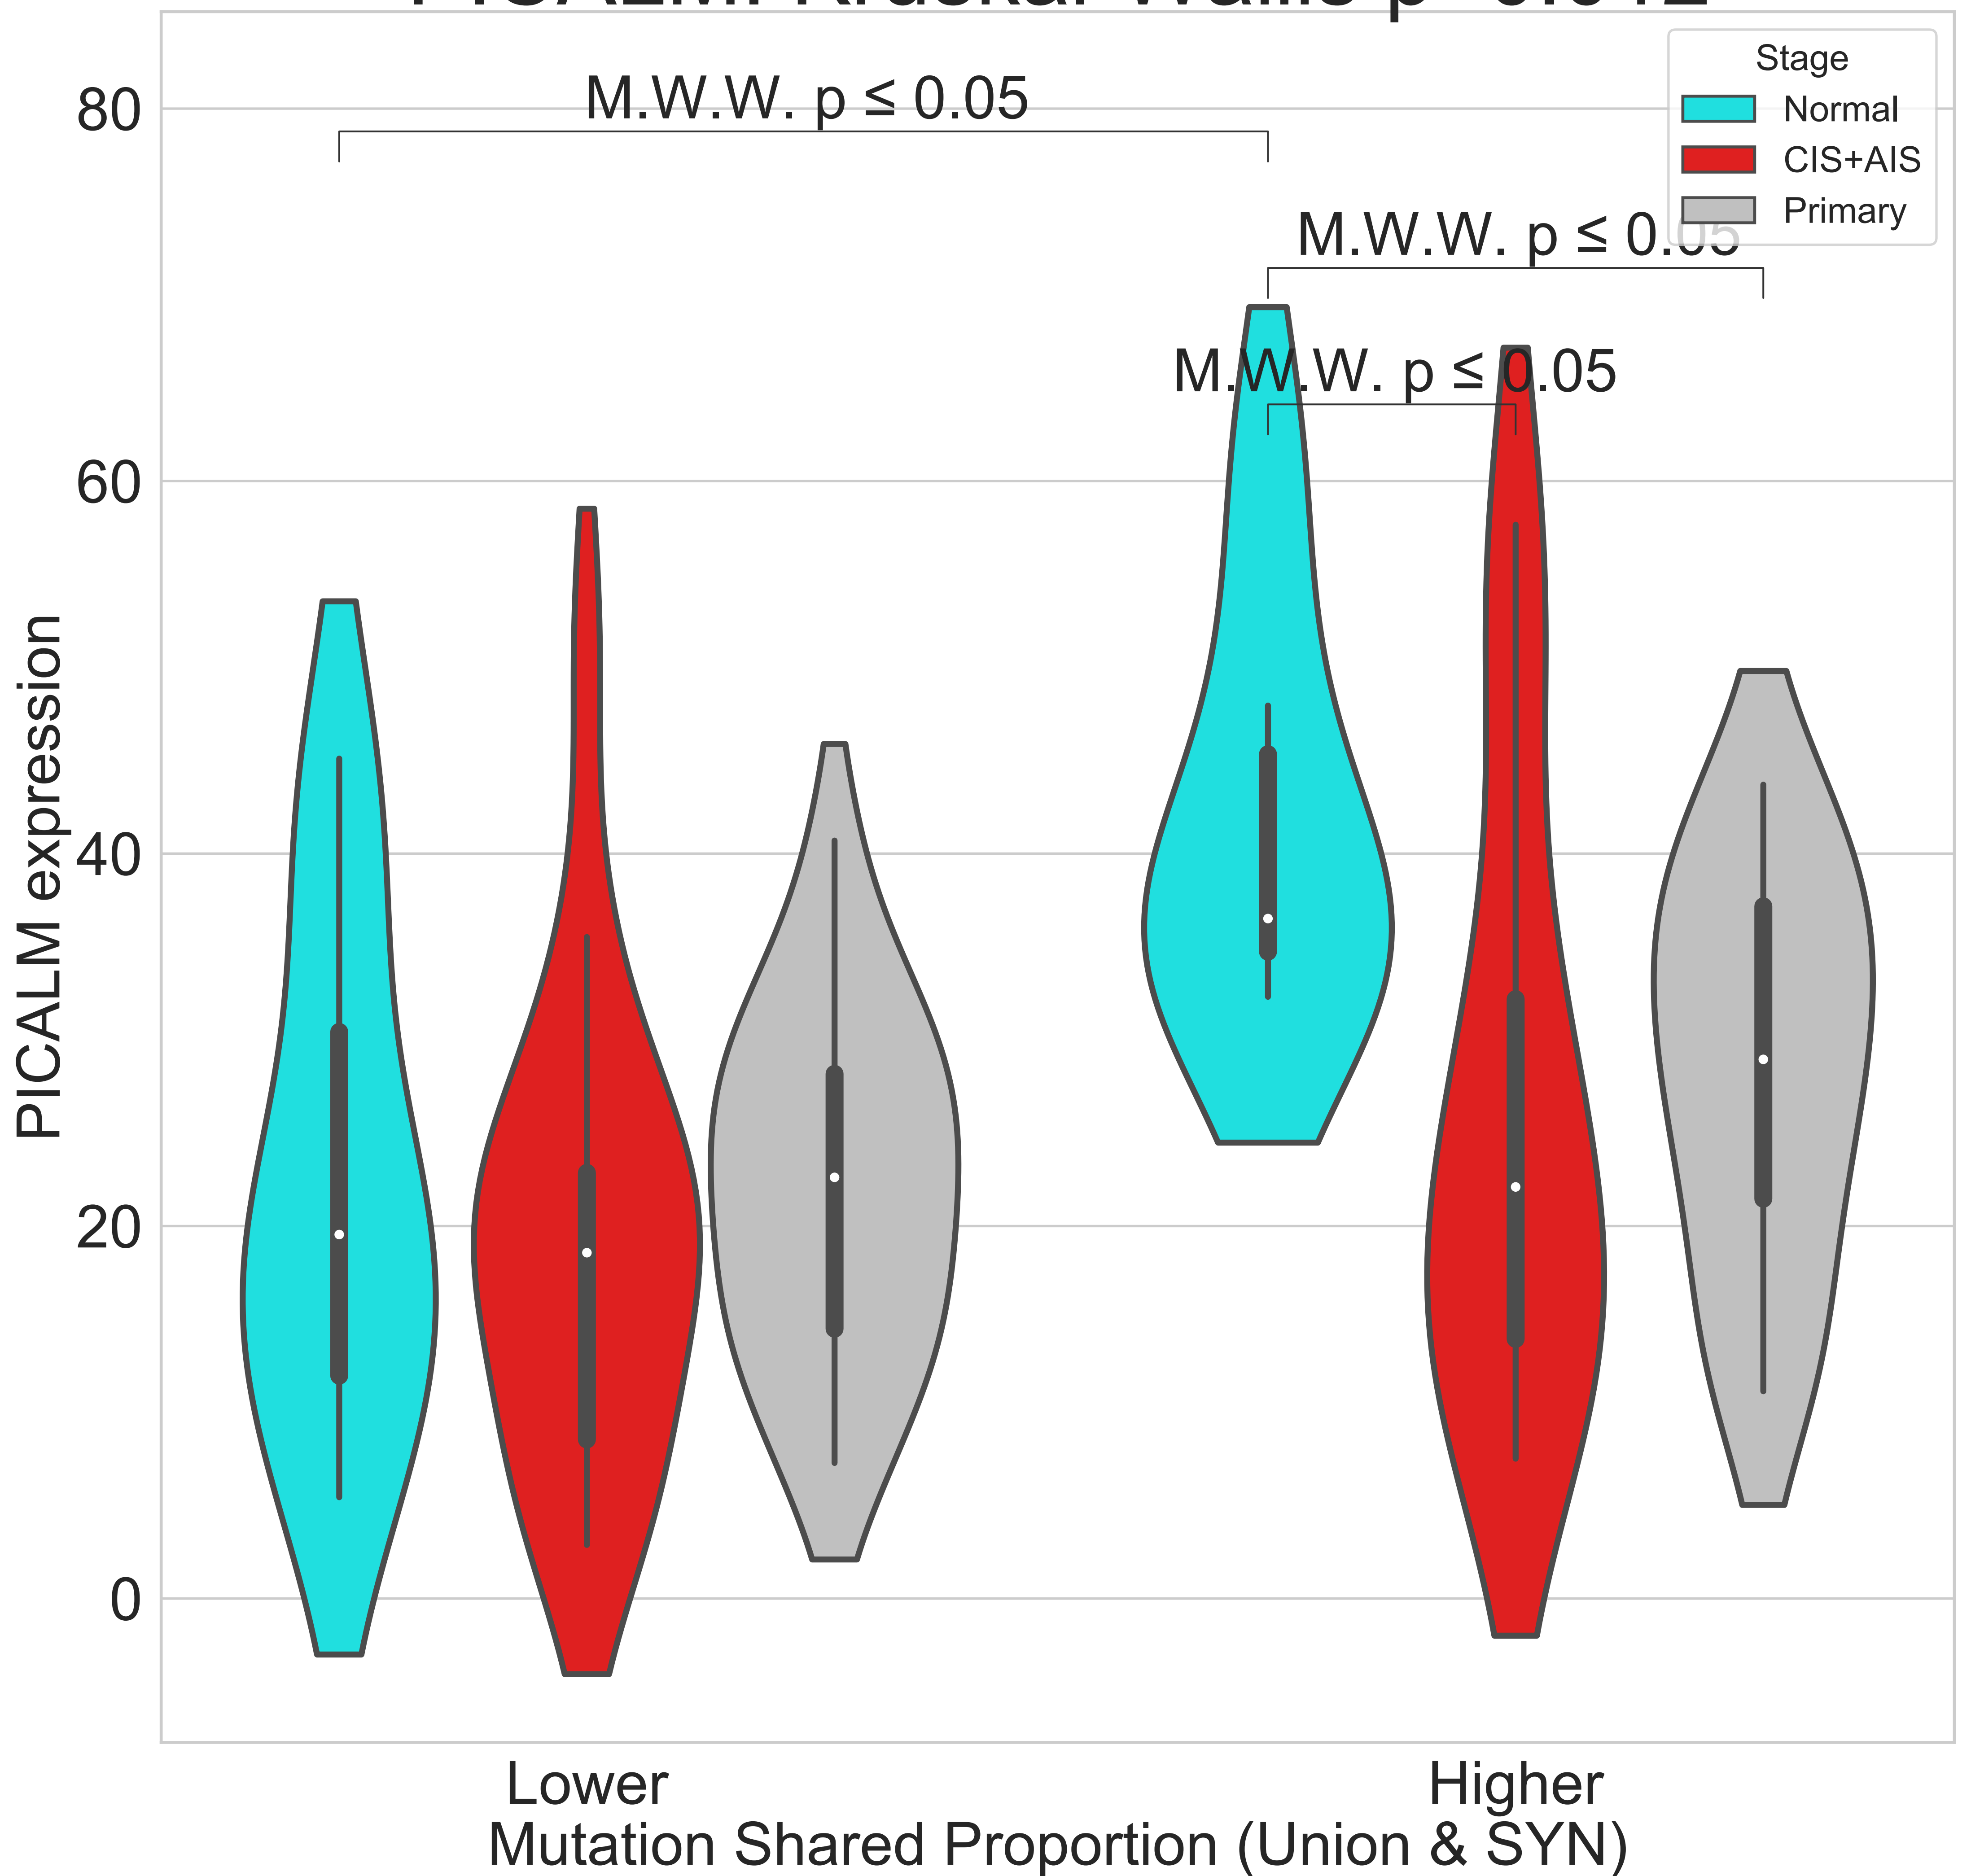 80
60
40
20
0
PICALM expression
M.W.W. p ≤ 0.05
M.W.W. p ≤ 0.05
M.W.W. p ≤ 0.05
Stage
Normal
CIS+AIS
Primary
Lower
Higher
Mutation Shared Proportion (Union & SYN)